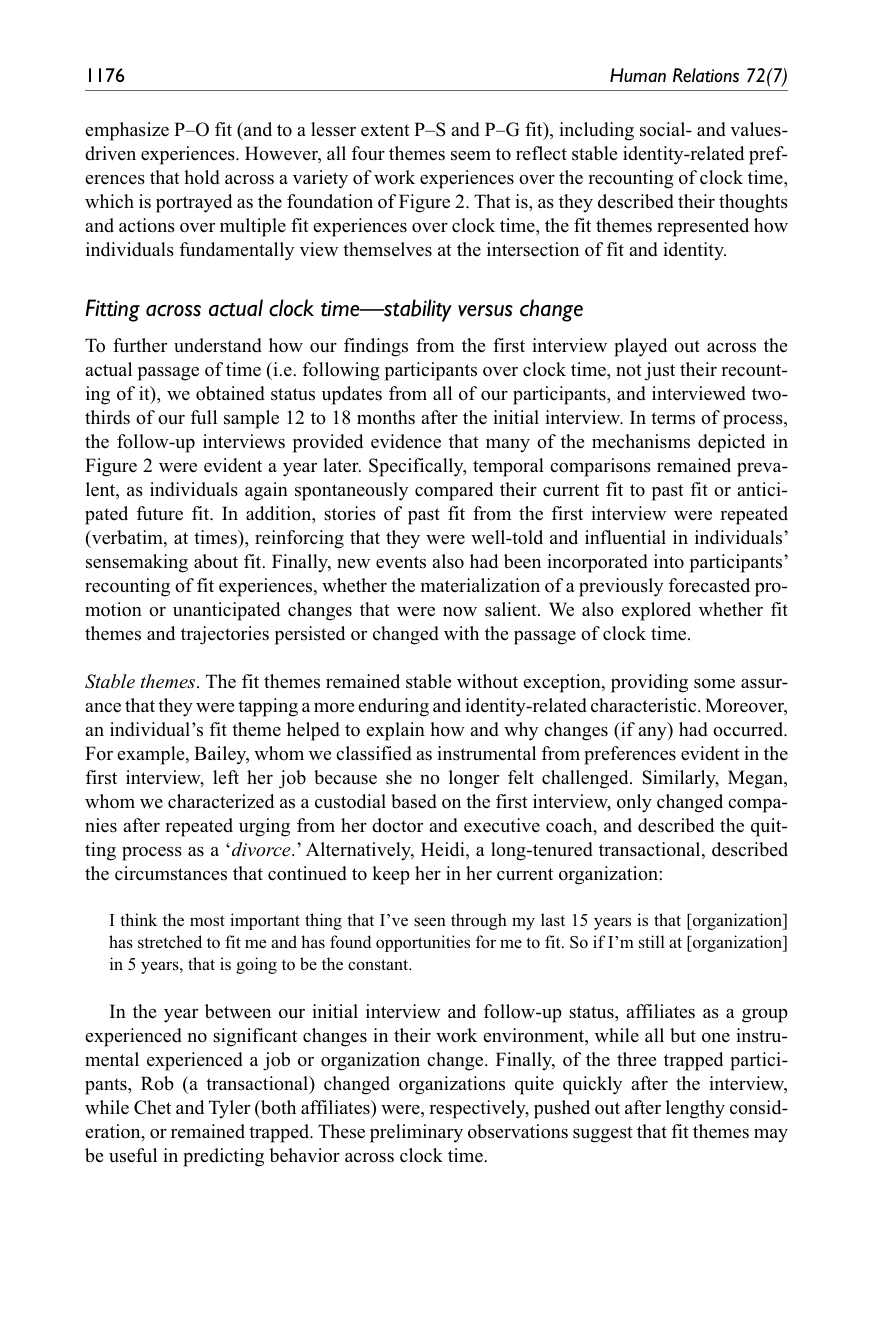 1176
Human Relations 72(7)
emphasize P–O fit (and to a lesser extent P–S and P–G fit), including social- and values-
driven experiences. However, all four themes seem to reflect stable identity-related pref-
erences that hold across a variety of work experiences over the recounting of clock time,
which is portrayed as the foundation of Figure 2. That is, as they described their thoughts
and actions over multiple fit experiences over clock time, the fit themes represented how
individuals fundamentally view themselves at the intersection of fit and identity.
Fitting across actual clock time—stability versus change
To further understand how our findings from the first interview played out across the
actual passage of time (i.e. following participants over clock time, not just their recount-
ing of it), we obtained status updates from all of our participants, and interviewed two-
thirds of our full sample 12 to 18 months after the initial interview. In terms of process,
the follow-up interviews provided evidence that many of the mechanisms depicted in
Figure 2 were evident a year later. Specifically, temporal comparisons remained preva-
lent, as individuals again spontaneously compared their current fit to past fit or antici-
pated future fit. In addition, stories of past fit from the first interview were repeated
(verbatim, at times), reinforcing that they were well-told and influential in individuals’
sensemaking about fit. Finally, new events also had been incorporated into participants’
recounting of fit experiences, whether the materialization of a previously forecasted pro-
motion or unanticipated changes that were now salient. We also explored whether fit
themes and trajectories persisted or changed with the passage of clock time.
Stable themes. The fit themes remained stable without exception, providing some assur-
ance that they were tapping a more enduring and identity-related characteristic. Moreover,
an individual’s fit theme helped to explain how and why changes (if any) had occurred.
For example, Bailey, whom we classified as instrumental from preferences evident in the
first interview, left her job because she no longer felt challenged. Similarly, Megan,
whom we characterized as a custodial based on the first interview, only changed compa-
nies after repeated urging from her doctor and executive coach, and described the quit-
ting process as a ‘divorce.’ Alternatively, Heidi, a long-tenured transactional, described
the circumstances that continued to keep her in her current organization:
I think the most important thing that I’ve seen through my last 15 years is that [organization]
has stretched to fit me and has found opportunities for me to fit. So if I’m still at [organization]
in 5 years, that is going to be the constant.
In the year between our initial interview and follow-up status, affiliates as a group
experienced no significant changes in their work environment, while all but one instru-
mental experienced a job or organization change. Finally, of the three trapped partici-
pants, Rob (a transactional) changed organizations quite quickly after the interview,
while Chet and Tyler (both affiliates) were, respectively, pushed out after lengthy consid-
eration, or remained trapped. These preliminary observations suggest that fit themes may
be useful in predicting behavior across clock time.